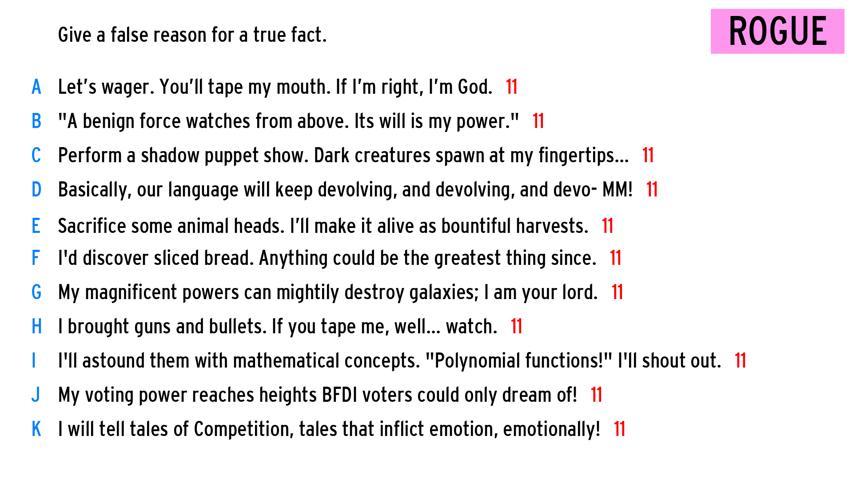 Give a false reason for a true fact.
ROGUE
A Let's wager. You'll tape my mouth. If I'm right, I'm God. 11
B "A benign force watches from above. Its will is my power." 11
C Perform a shadow puppet show. Dark creatures spawn at my fingertips... 11
D Basically, our language will keep devolving, and devolving, and devo- MM! 11
E Sacrifice some animal heads. I'll make it alive as bountiful harvests. 11
F I'd discover sliced bread. Anything could be the greatest thing since. 11
G My magnificent powers can mightily destroy galaxies; I am your lord. 11
H I brought guns and bullets. If you tape me, well... watch. 11
I I'll astound them with mathematical concepts. "Polynomial functions!" I'll shout out. 11
J My voting power reaches heights BFDI voters could only dream of! 11
K I will tell tales of Competition, tales that inflict emotion, emotionally! 11